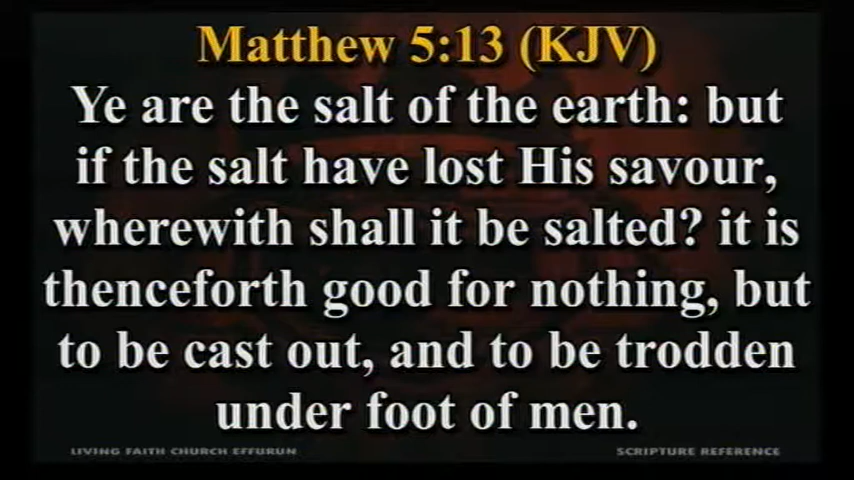 Matthew 5:13 (KJV)
Ye are the salt of the earth: but
if the salt have lost His savour,
wherewith shall it be salted? it is
thenceforth good for nothing, but
to be cast out, and to be trodden
under foot of men.
LIVING FAITH CHURCH EFFURUN
SCRIPTURE REFERENCE